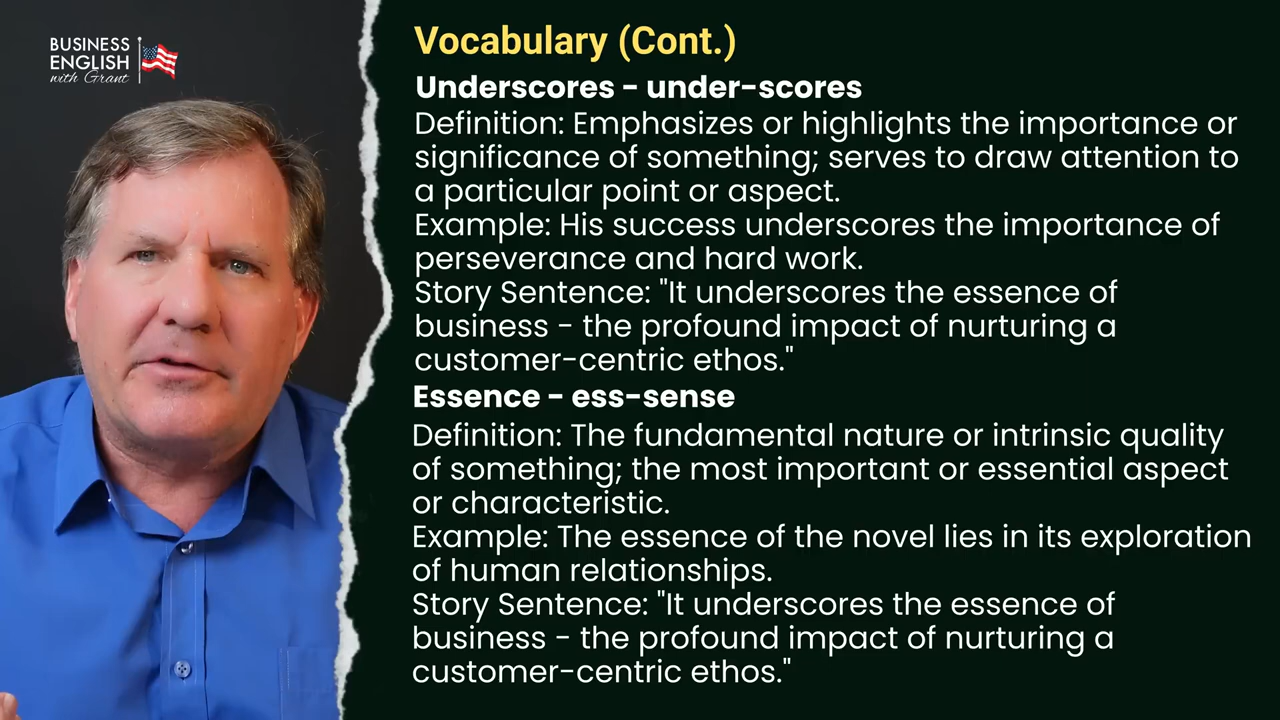 BUSINESS
ENGLISH
with Grant
Vocabulary (Cont.)
Underscores - under-scores
Definition: Emphasizes or highlights the importance or
significance of something; serves to draw attention to
a particular point or aspect.
Example: His success underscores the importance of
perseverance and hard work.
Story Sentence: "It underscores the essence of
business - the profound impact of nurturing a
customer-centric ethos."
Essence - ess-sense
Definition: The fundamental nature or intrinsic quality
of something; the most important or essential aspect
or characteristic.
Example: The essence of the novel lies in its exploration
of human relationships.
Story Sentence: "It underscores the essence of
business - the profound impact of nurturing a
customer-centric ethos."